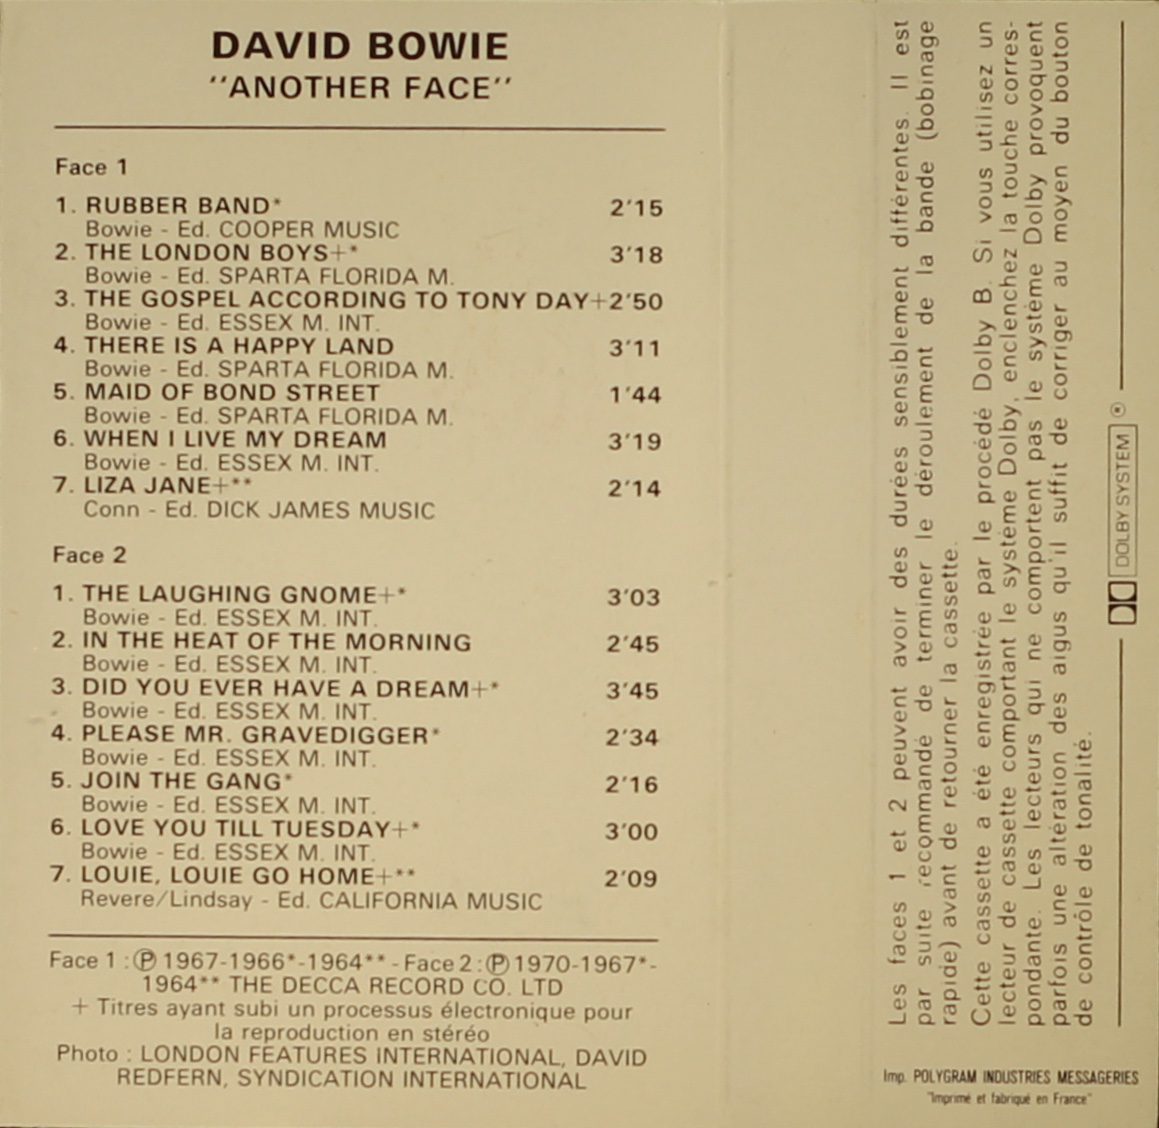 DAVID BOWIE
"ANOTHER FACE"
Face 1
1. RUBBER BAND* 2'15
Bowie - Ed. COOPER MUSIC
2. THE LONDON BOYS+* 3'18
Bowie - Ed. SPARTA FLORIDA M.
3. THE GOSPEL ACCORDING TO TONY DAY+2'50
Bowie - Ed. ESSEX M. INT.
4. THERE IS A HAPPY LAND 3'11
Bowie - Ed. SPARTA FLORIDA M.
5. MAID OF BOND STREET 1'44
Bowie - Ed. SPARTA FLORIDA M.
6. WHEN I LIVE MY DREAM 3'19
Bowie - Ed. ESSEX M. INT.
7. LIZA JANE+** 2'14
Conn - Ed. DICK JAMES MUSIC
Face 2
1. THE LAUGHING GNOME+* 3'03
Bowie - Ed. ESSEX M. INT.
2. IN THE HEAT OF THE MORNING 2'45
Bowie - Ed. ESSEX M. INT.
3. DID YOU EVER HAVE A DREAM+* 3'45
Bowie - Ed. ESSEX M. INT.
4. PLEASE MR. GRAVEDIGGER* 2'34
Bowie - Ed. ESSEX M. INT.
5. JOIN THE GANG* 2'16
Bowie - Ed. ESSEX M. INT.
6. LOVE YOU TILL TUESDAY+* 3'00
Bowie - Ed. ESSEX M. INT.
7. LOUIE, LOUIE GO HOME+** 2'09
Revere/Lindsay - Ed. CALIFORNIA MUSIC
Face 1 : Ⓟ 1967-1966*-1964** - Face 2 : Ⓟ 1970-1967*-
1964** THE DECCA RECORD CO. LTD
+ Titres ayant subi un processus électronique pour
la reproduction en stéréo
Photo : LONDON FEATURES INTERNATIONAL, DAVID
REDFERN, SYNDICATION INTERNATIONAL
Les faces 1 et 2 peuvent avoir des durées sensiblement différentes. Il est
par suite recommandé de terminer le déroulement de la bande (bobinage
rapide) avant de retourner la cassette.
Cette cassette a été enregistrée par le procédé Dolby B. Si vous utilisez un
lecteur de cassette comportant le système Dolby, enclenchez la touche corres-
pondante. Les lecteurs qui ne comportent pas le système Dolby provoquent
parfois une altération des aigus qu'il suffit de corriger au moyen du bouton
de contrôle de tonalité.
DOLBY SYSTEM ®
Imp. POLYGRAM INDUSTRIES MESSAGERIES
"Imprimé et fabriqué en France"